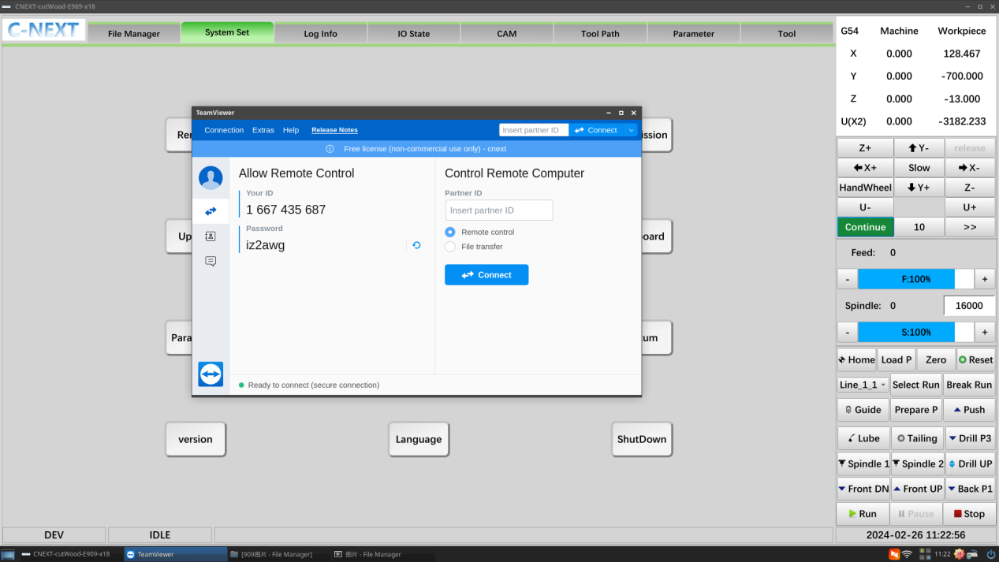 CNEXT-cutWood-E909-x18
C-NEXT
File Manager
System Set
Log Info
IO State
CAM
Tool Path
Parameter
Tool
G54 Machine Workpiece
X 0.000 128.467
Y 0.000 -700.000
Z 0.000 -13.000
U(X2) 0.000 -3182.233
Z+ Y- release
X+ Slow X-
HandWheel Y+ Z-
U- U+
Continue 10 >>
Feed: 0
- F:100% +
Spindle: 0 16000
- S:100% +
Home Load P Zero Reset
Line_1_1 Select Run Break Run
Guide Prepare P Push
Lube Tailing Drill P3
Spindle 1 Spindle 2 Drill UP
Front DN Front UP Back P1
Run Pause Stop
2024-02-26 11:22:56
Rer
ission
Up
oard
Para
um
version
Language
ShutDown
TeamViewer
Connection Extras Help Release Notes
Insert partner ID Connect
Free license (non-commercial use only) - cnext
Allow Remote Control
Your ID
1 667 435 687
Password
iz2awg
Control Remote Computer
Partner ID
Insert partner ID
Remote control
File transfer
Connect
Ready to connect (secure connection)
DEV
IDLE
CNEXT-cutWood-E909-x18
TeamViewer
[909图片 - File Manager]
图片 - File Manager
11:22